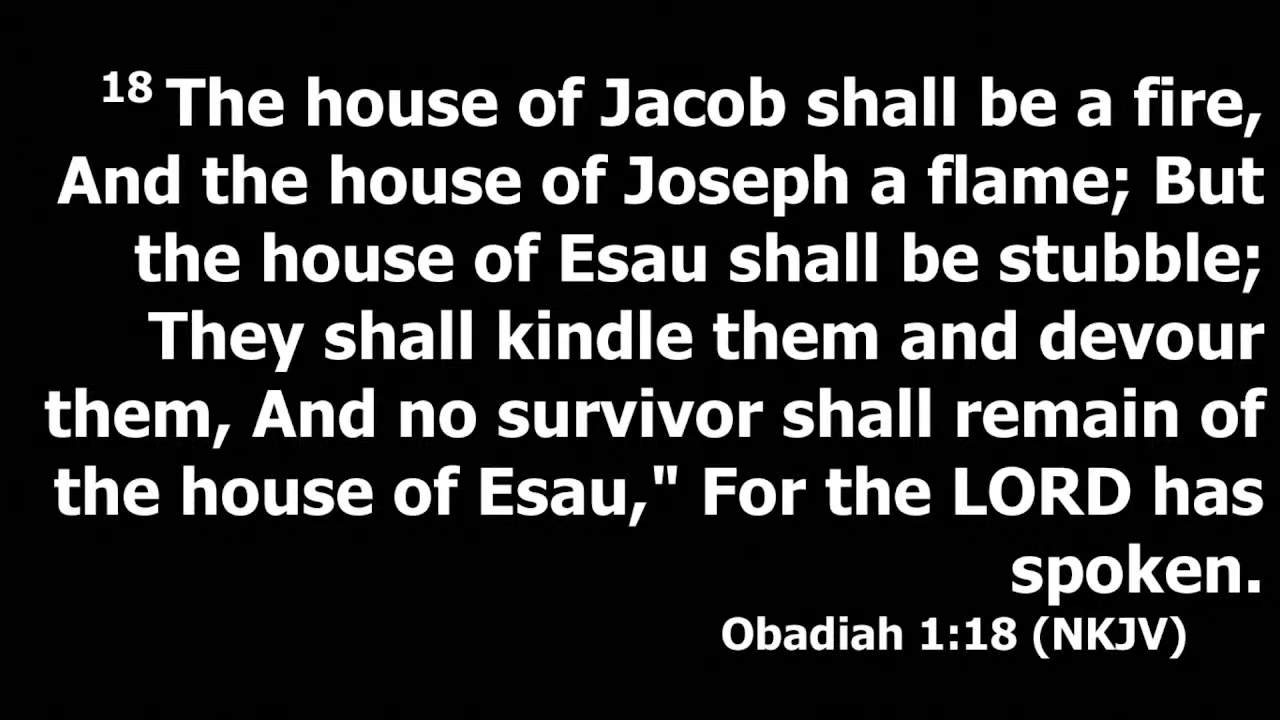 18 The house of Jacob shall be a fire,
And the house of Joseph a flame; But
the house of Esau shall be stubble;
They shall kindle them and devour
them, And no survivor shall remain of
the house of Esau," For the LORD has
spoken.
Obadiah 1:18 (NKJV)